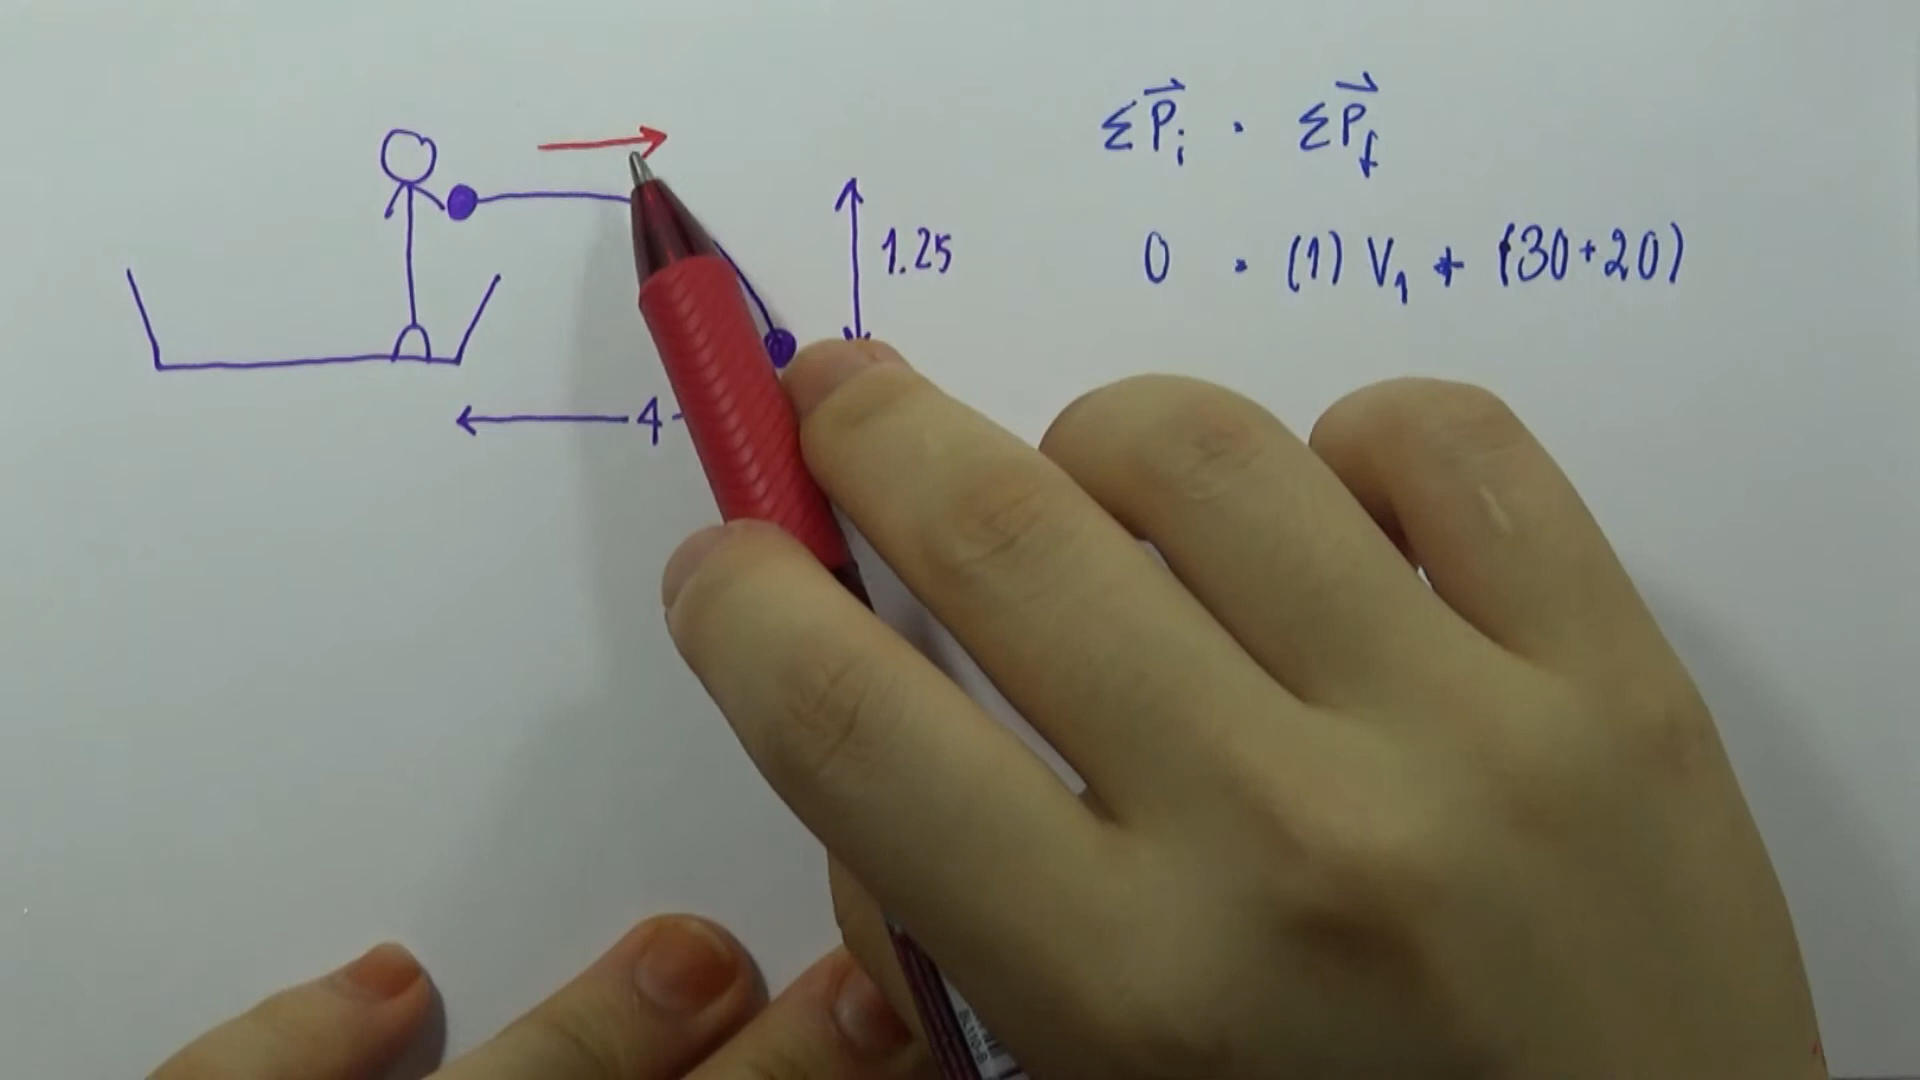 ΣP⃗i = ΣP⃗f
0 = (1) V₁ + (30+20)
1.25
4